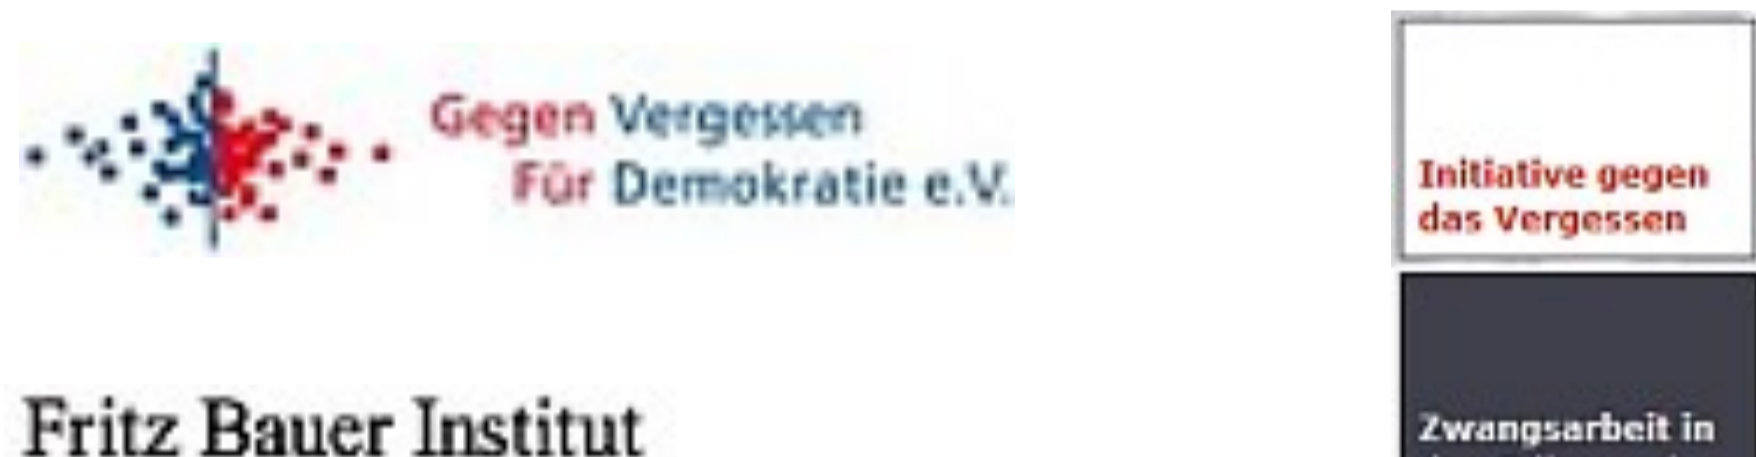 Gegen Vergessen
Für Demokratie e.V.
Initiative gegen
das Vergessen
Fritz Bauer Institut
Zwangsarbeit in